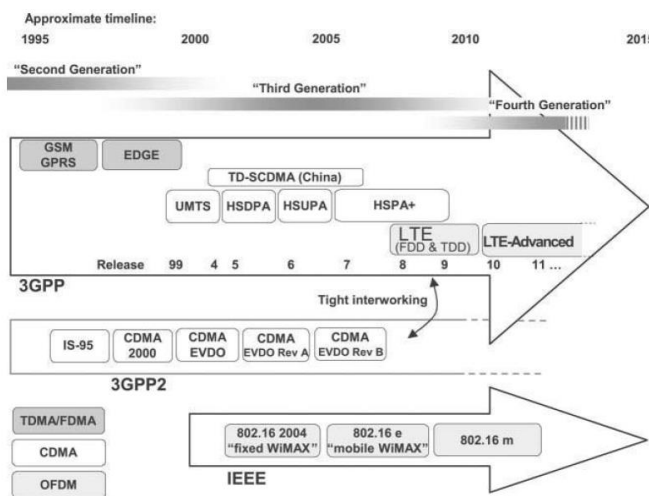 Approximate timeline:
1995 2000 2005 2010 2015
“Second Generation”
“Third Generation”
“Fourth Generation”
GSM
GPRS
EDGE
TD-SCDMA (China)
UMTS
HSDPA
HSUPA
HSPA+
LTE
(FDD & TDD)
LTE-Advanced
Release 99 4 5 6 7 8 9 10 11 ...
3GPP
Tight interworking
IS-95
CDMA
2000
CDMA
EVDO
CDMA
EVDO Rev A
CDMA
EVDO Rev B
3GPP2
TDMA/FDMA
CDMA
OFDM
802.16 2004
“fixed WiMAX”
802.16 e
“mobile WiMAX”
802.16 m
IEEE